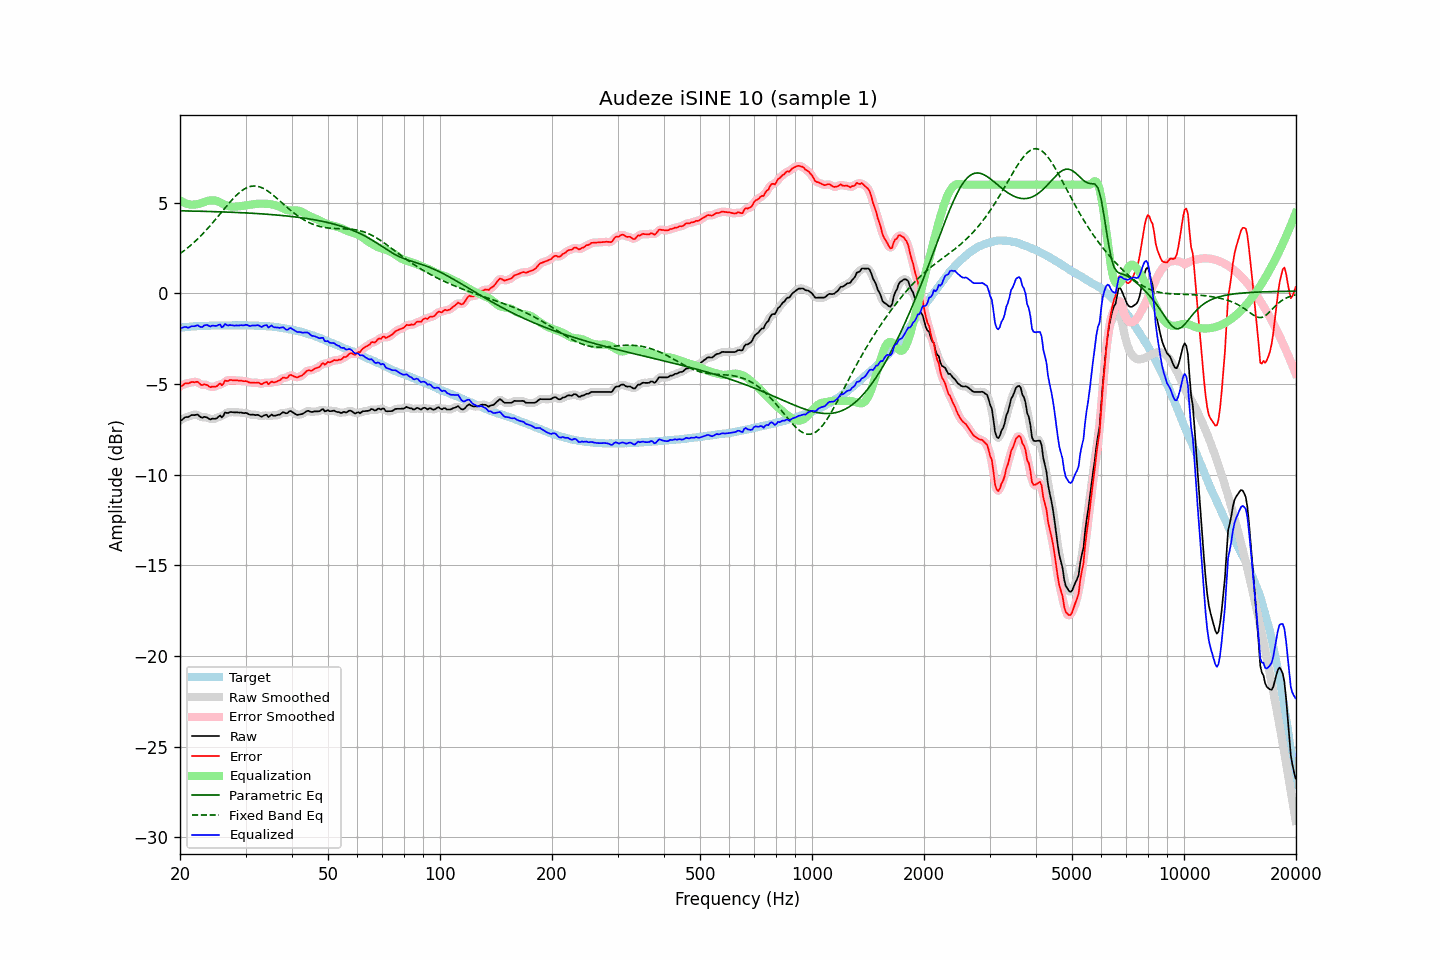 Audeze iSINE 10 (sample 1)
Amplitude (dBr)
5
0
−5
−10
−15
−20
−25
−30
Target
Raw Smoothed
Error Smoothed
Raw
Error
Equalization
Parametric Eq
Fixed Band Eq
Equalized
20 50 100 200 500 1000 2000 5000 10000 20000
Frequency (Hz)